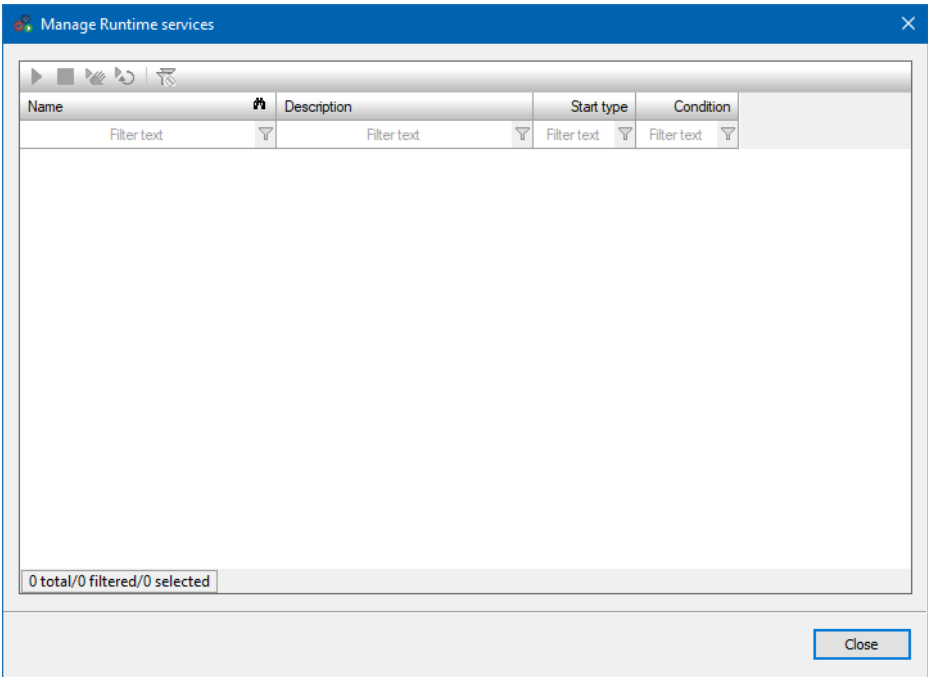 Manage Runtime services
Name Description Start type Condition
Filter text Filter text Filter text Filter text
0 total/0 filtered/0 selected
Close